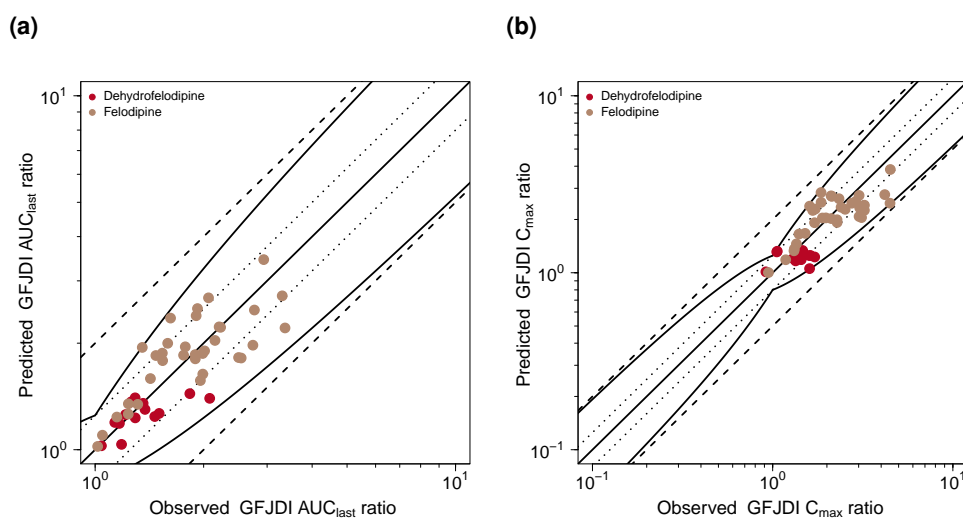 (a)
Dehydrofelodipine
Felodipine
10¹
10⁰
Predicted GFJDI AUClast ratio
10⁰
10¹
Observed GFJDI AUClast ratio
(b)
Dehydrofelodipine
Felodipine
10¹
10⁰
10⁻¹
Predicted GFJDI Cmax ratio
10⁻¹
10⁰
10¹
Observed GFJDI Cmax ratio